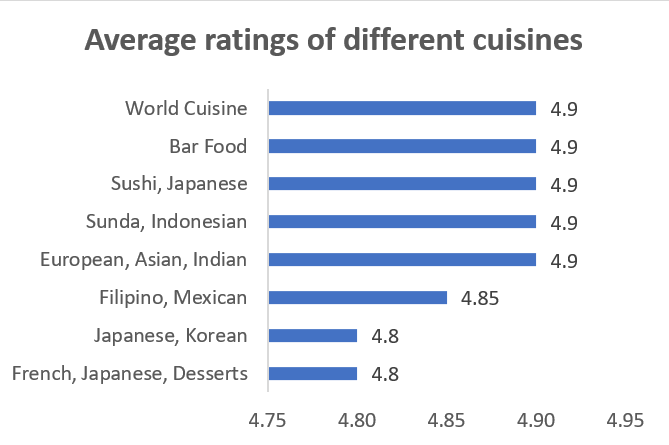 Average ratings of different cuisines
World Cuisine 4.9
Bar Food 4.9
Sushi, Japanese 4.9
Sunda, Indonesian 4.9
European, Asian, Indian 4.9
Filipino, Mexican 4.85
Japanese, Korean 4.8
French, Japanese, Desserts 4.8
4.75 4.80 4.85 4.90 4.95